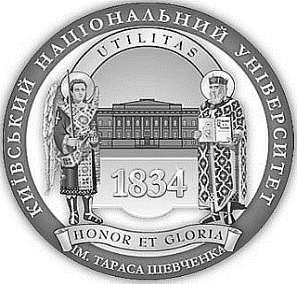 КИЇВСЬКИЙ НАЦІОНАЛЬНИЙ УНІВЕРСИТЕТ
UTILITAS
1834
HONOR ET GLORIA
ІМ. ТАРАСА ШЕВЧЕНКА